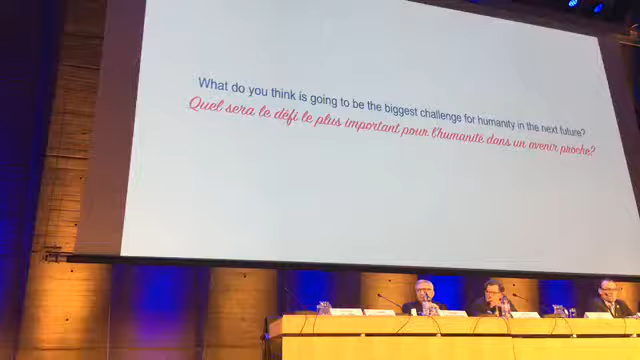 What do you think is going to be the biggest challenge for humanity in the next future?
Quel sera le défi le plus important pour l'humanité dans un avenir proche?